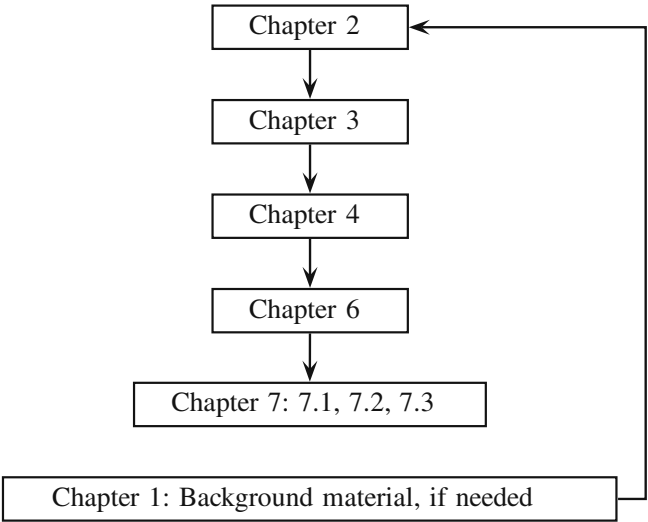 Chapter 2
Chapter 3
Chapter 4
Chapter 6
Chapter 7: 7.1, 7.2, 7.3
Chapter 1: Background material, if needed